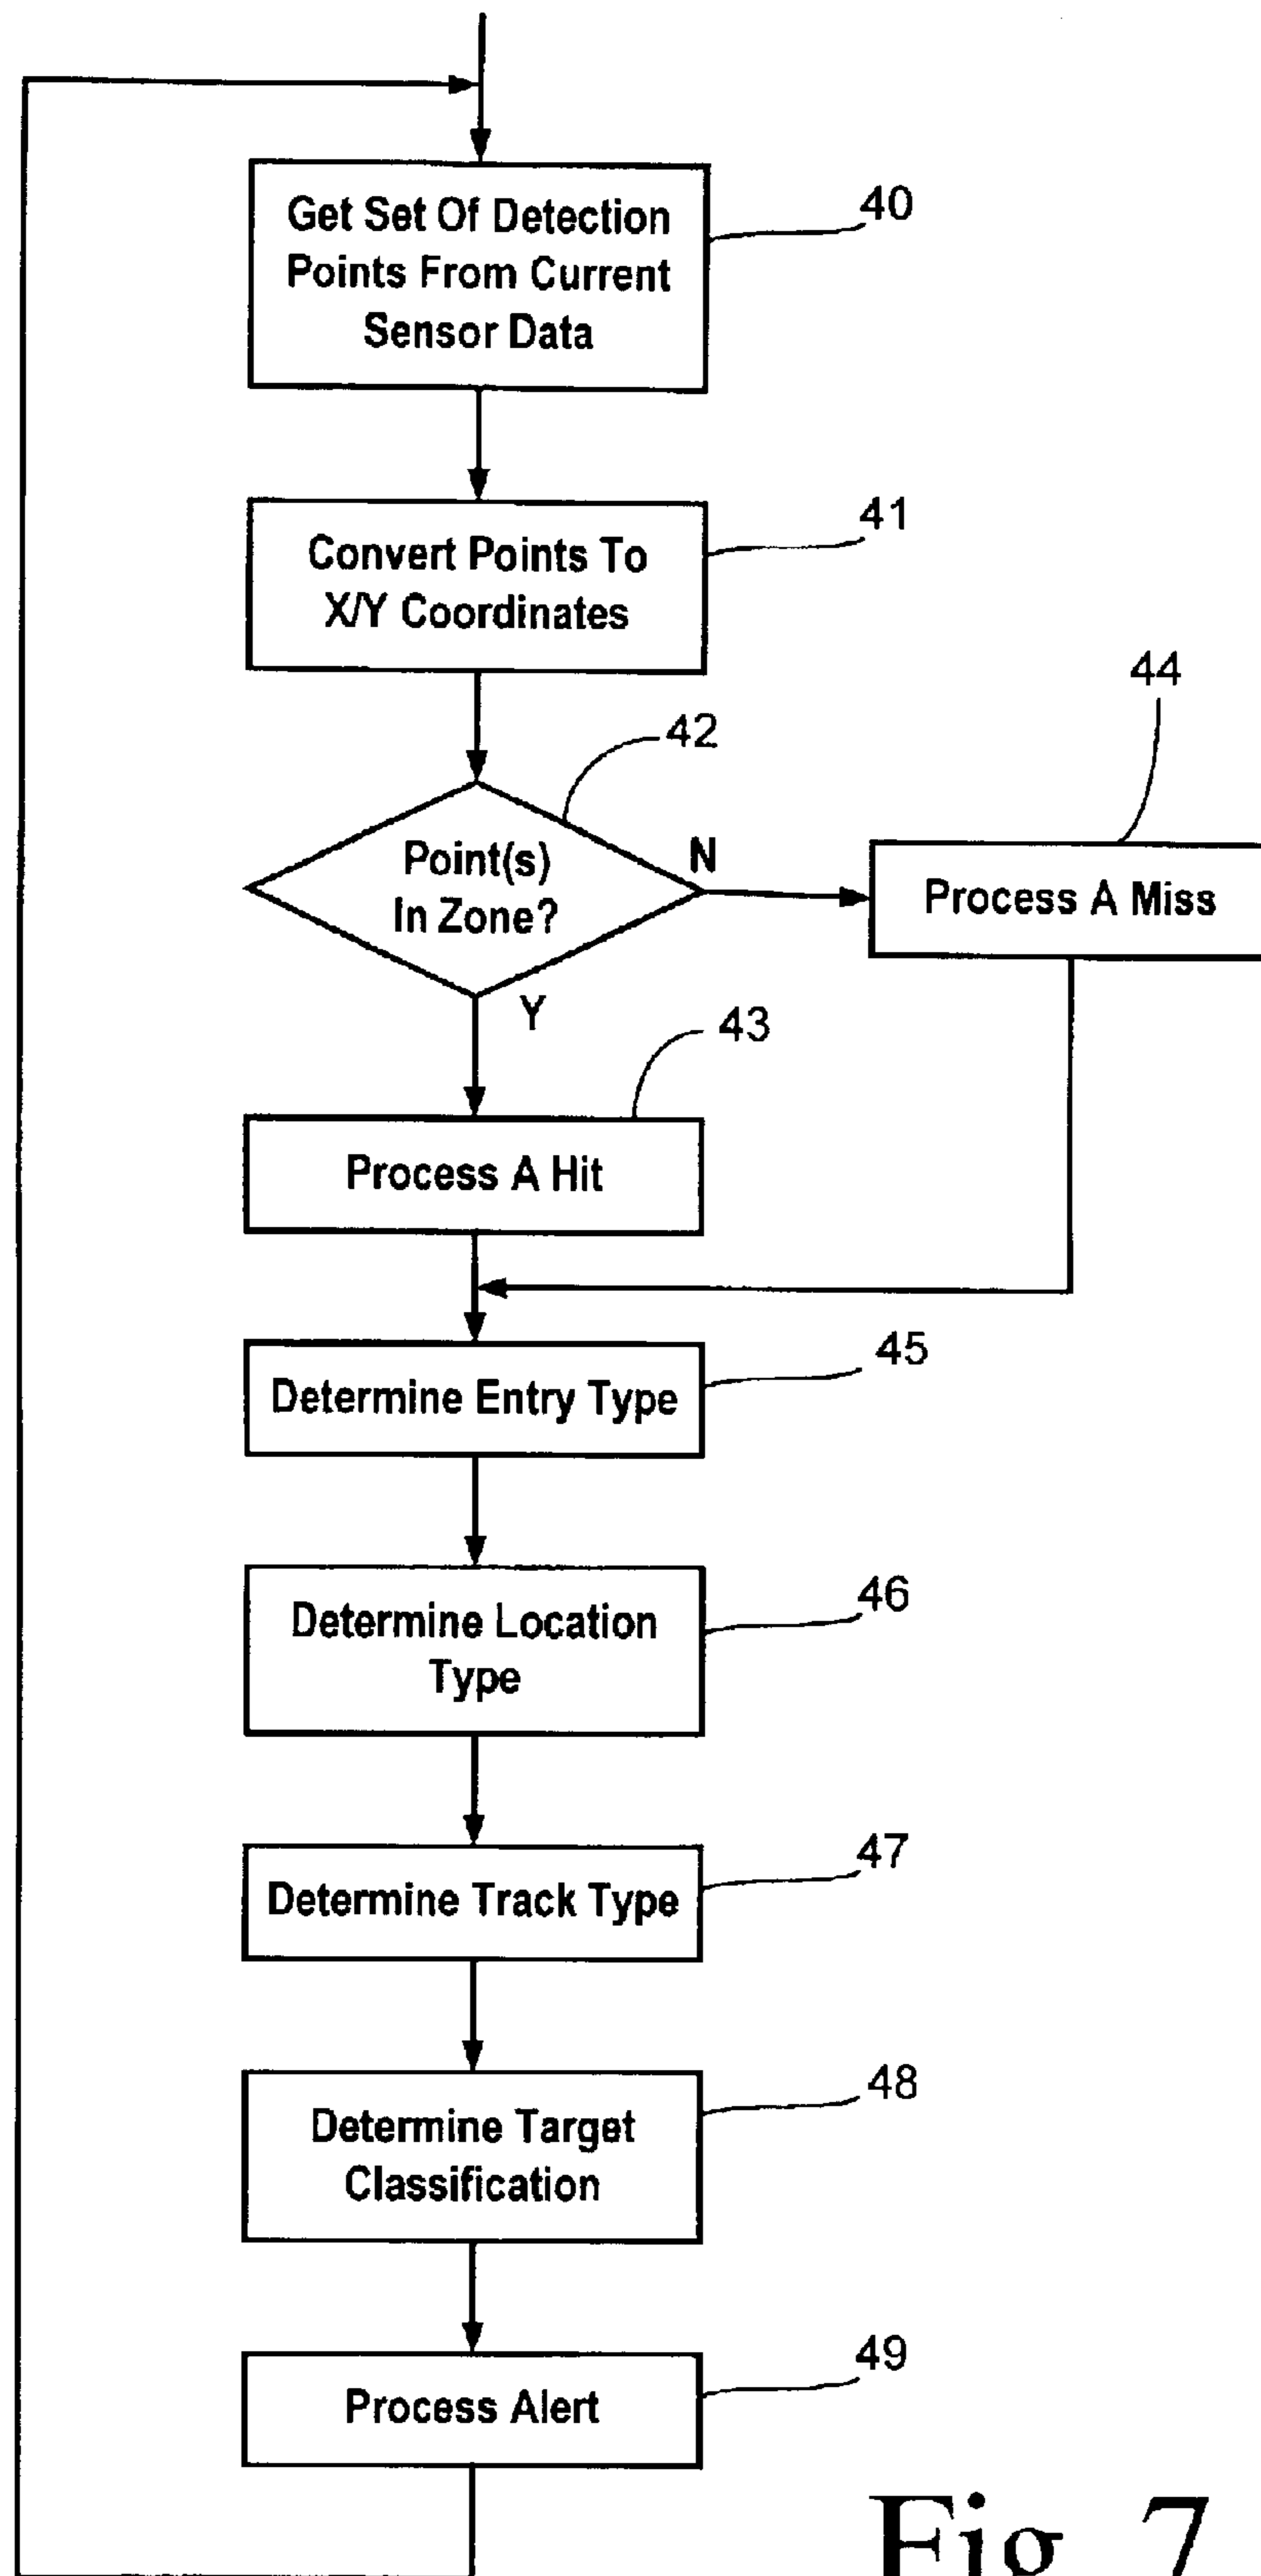 Get Set Of Detection
Points From Current
Sensor Data
40
Convert Points To
X/Y Coordinates
41
42
Point(s)
In Zone?
N
Y
44
Process A Miss
43
Process A Hit
Determine Entry Type
45
Determine Location
Type
46
Determine Track Type
47
Determine Target
Classification
48
Process Alert
49
Fig. 7